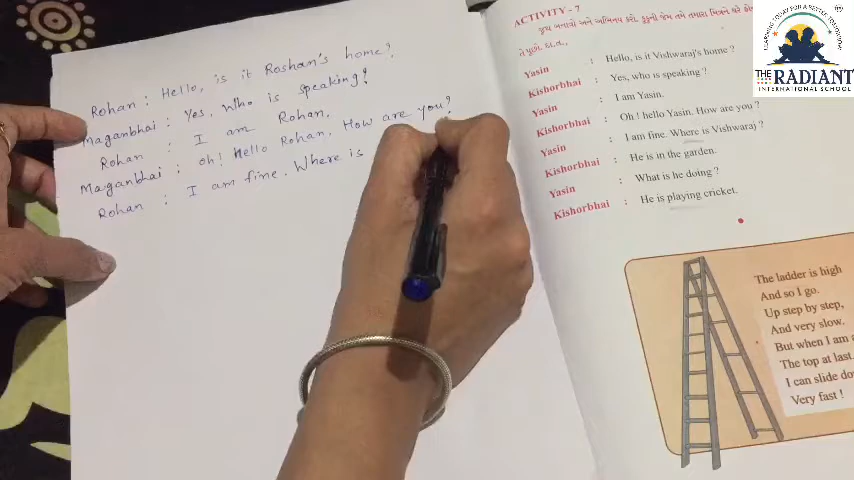 Rohan : Hello, is it Roshan's home?
Maganbhai : Yes, Who is speaking?
Rohan : I am Rohan.
Maganbhai : oh! Hello Rohan. How are you?
Rohan : I am fine. Where is
ACTIVITY - 7
તે પૂછો. દા.ત.,
Yasin : Hello, is it Vishwaraj's home ?
Kishorbhai : Yes, who is speaking ?
Yasin : I am Yasin.
Kishorbhai : Oh ! hello Yasin. How are you ?
Yasin : I am fine. Where is Vishwaraj ?
Kishorbhai : He is in the garden.
Yasin : What is he doing ?
Kishorbhai : He is playing cricket.
The ladder is high
And so I go.
Up step by step,
And very slow.
But when I am
The top at last
I can slide
Very fast !
LEARNING TODAY FOR A BETTER TOMORROW
THE RADIANT
INTERNATIONAL SCHOOL